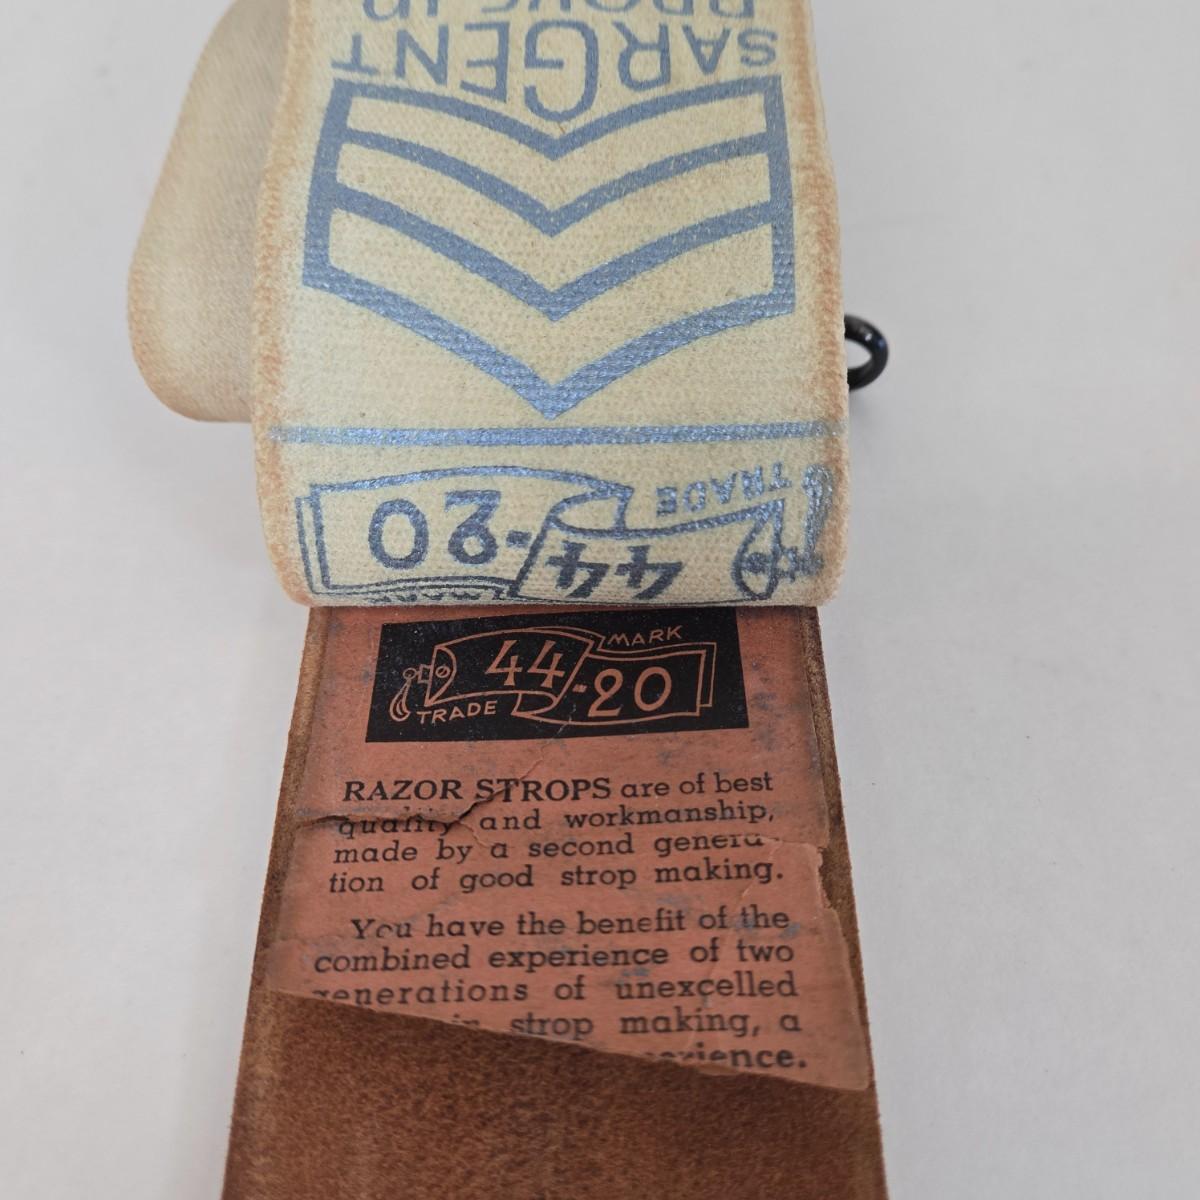 SARGENT
TRADE
44-20
MARK
44-20
TRADE
RAZOR STROPS are of best
quality and workmanship,
made by a second genera-
tion of good strop making.
You have the benefit of the
combined experience of two
generations of unexcelled
in strop making, a